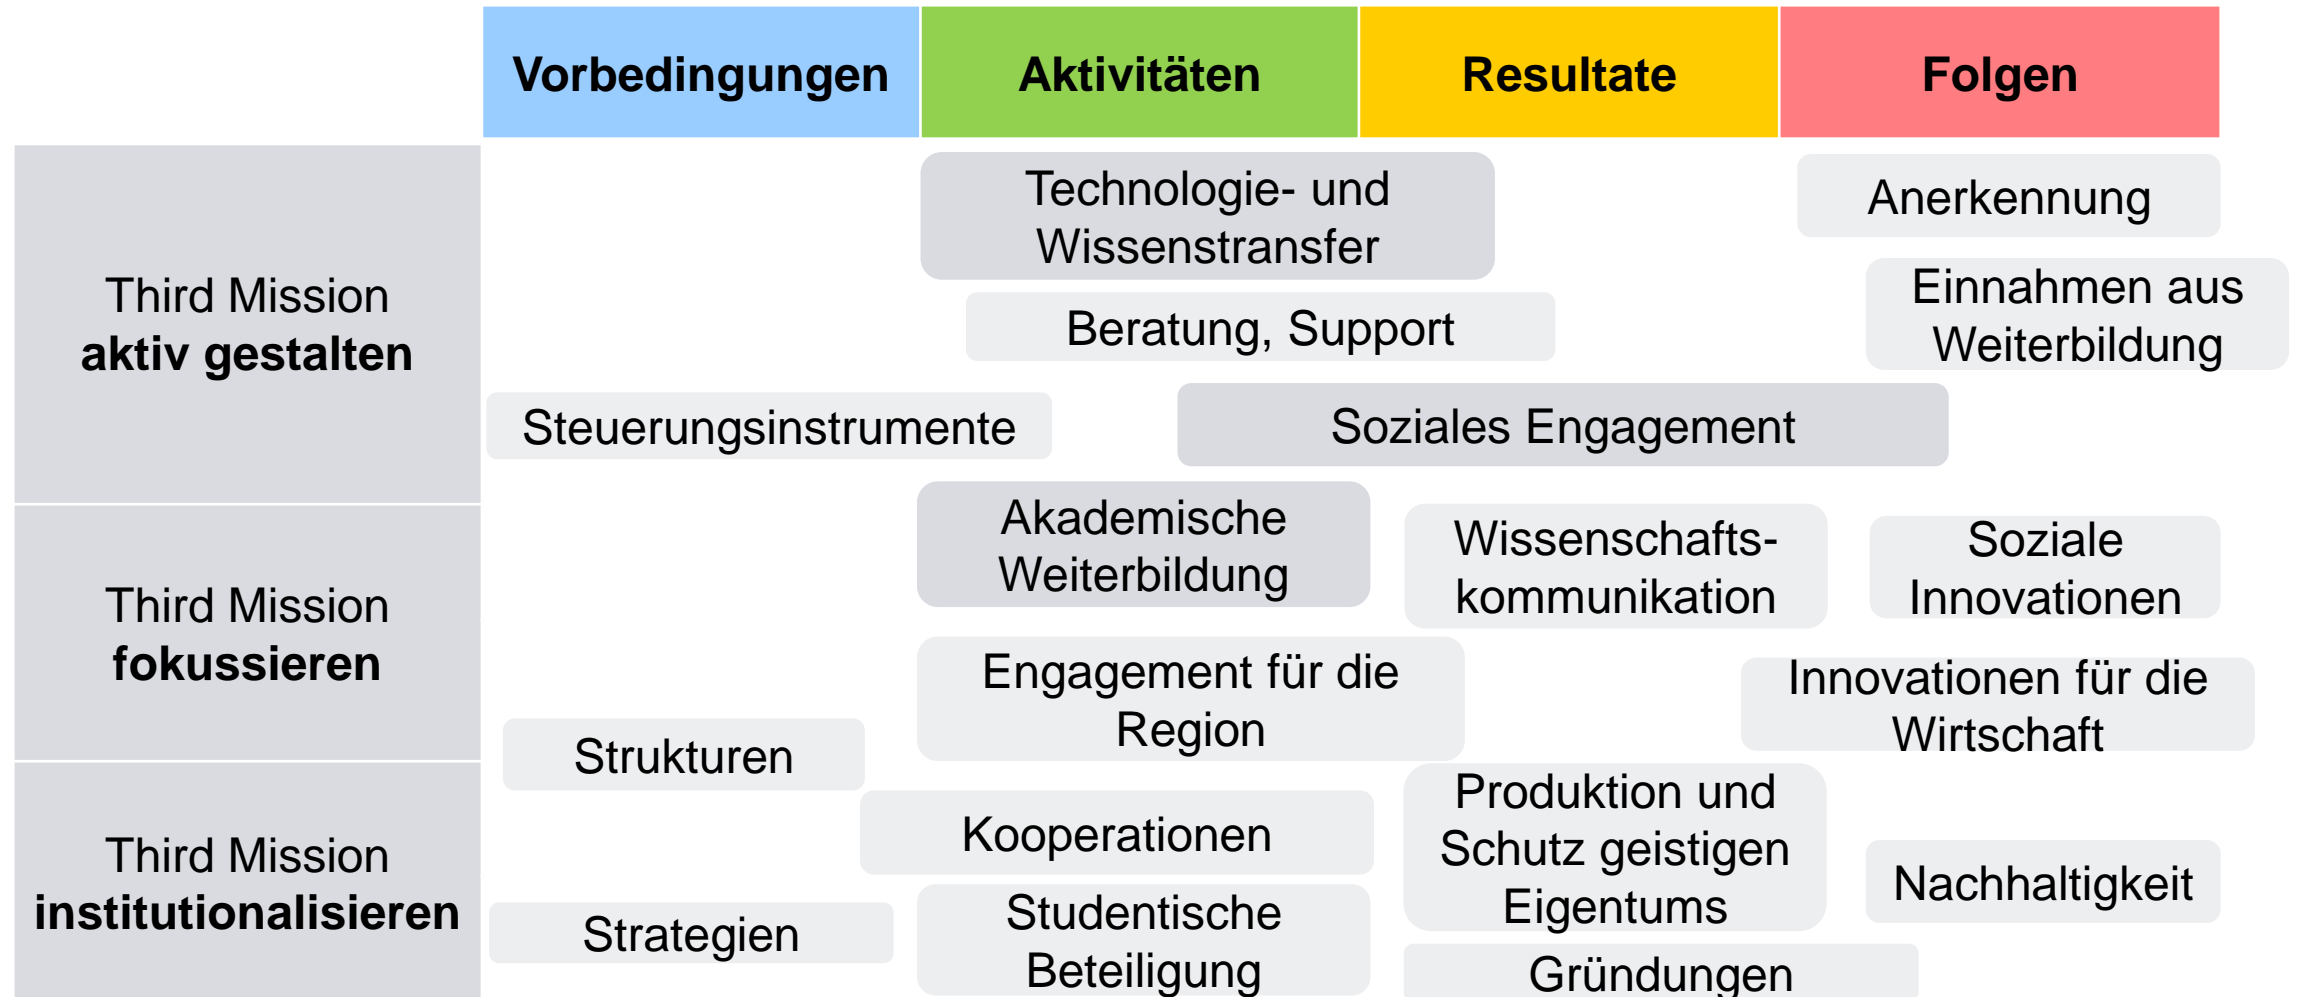 Vorbedingungen
Aktivitäten
Resultate
Folgen
Third Mission
aktiv gestalten
Technologie- und
Wissenstransfer
Anerkennung
Beratung, Support
Einnahmen aus
Weiterbildung
Steuerungsinstrumente
Soziales Engagement
Third Mission
fokussieren
Akademische
Weiterbildung
Wissenschafts-
kommunikation
Soziale
Innovationen
Engagement für die
Region
Innovationen für die
Wirtschaft
Strukturen
Third Mission
institutionalisieren
Kooperationen
Produktion und
Schutz geistigen
Eigentums
Nachhaltigkeit
Strategien
Studentische
Beteiligung
Gründungen